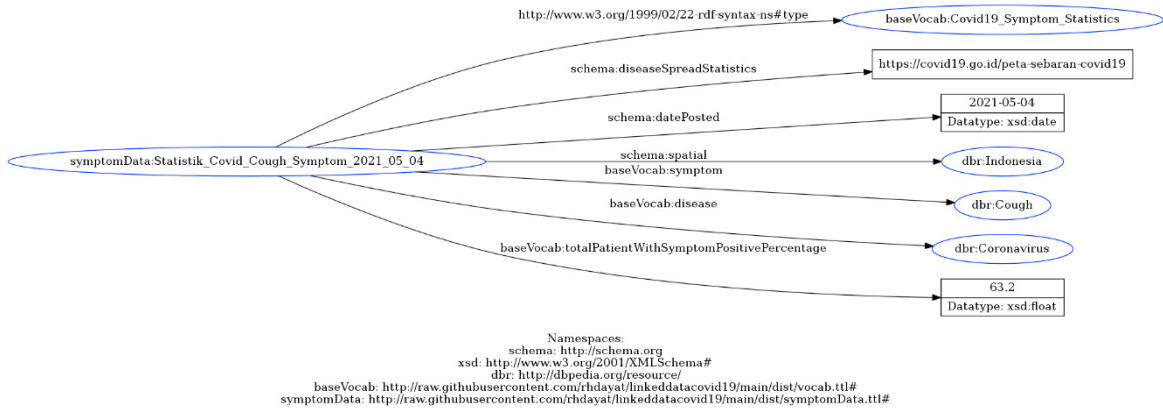 http://www.w3.org/1999/02/22-rdf-syntax-ns#type
baseVocab:Covid19_Symptom_Statistics
schema:diseaseSpreadStatistics
https://covid19.go.id/peta-sebaran-covid19
schema:datePosted
2021-05-04
Datatype: xsd:date
symptomData:Statistik_Covid_Cough_Symptom_2021_05_04
schema:spatial
dbr:Indonesia
baseVocab:symptom
dbr:Cough
baseVocab:disease
dbr:Coronavirus
baseVocab:totalPatientWithSymptomPositivePercentage
63.2
Datatype: xsd:float
Namespaces:
schema: http://schema.org
xsd: http://www.w3.org/2001/XMLSchema#
dbr: http://dbpedia.org/resource/
baseVocab: http://raw.githubusercontent.com/rhdayat/linkeddatacovid19/main/dist/vocab.ttl#
symptomData: http://raw.githubusercontent.com/rhdayat/linkeddatacovid19/main/dist/symptomData.ttl#